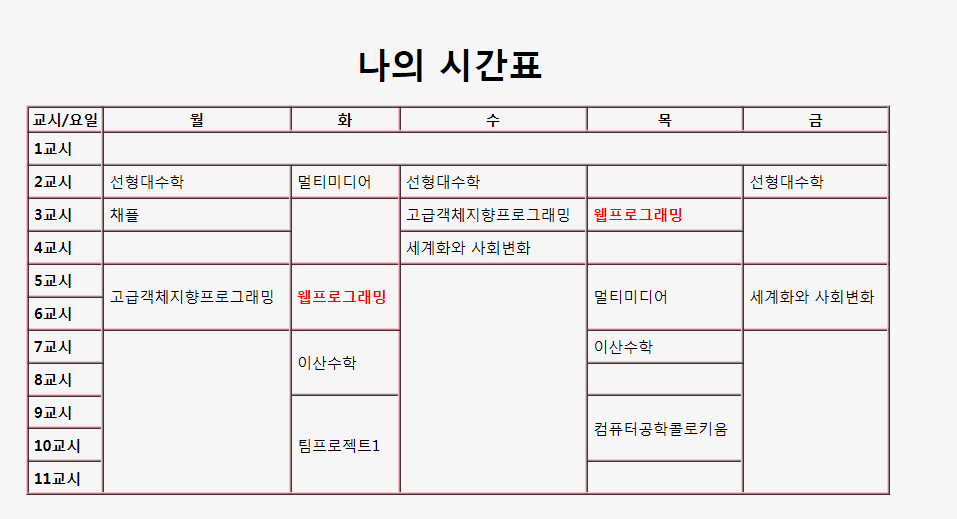 나의 시간표
교시/요일 월 화 수 목 금
1교시
2교시 선형대수학 멀티미디어 선형대수학 선형대수학
3교시 채플 고급객체지향프로그래밍 웹프로그래밍
4교시 세계화와 사회변화
5교시
고급객체지향프로그래밍 웹프로그래밍 멀티미디어 세계화와 사회변화
6교시
7교시 이산수학
이산수학
8교시
9교시
컴퓨터공학콜로키움
10교시 팀프로젝트1
11교시